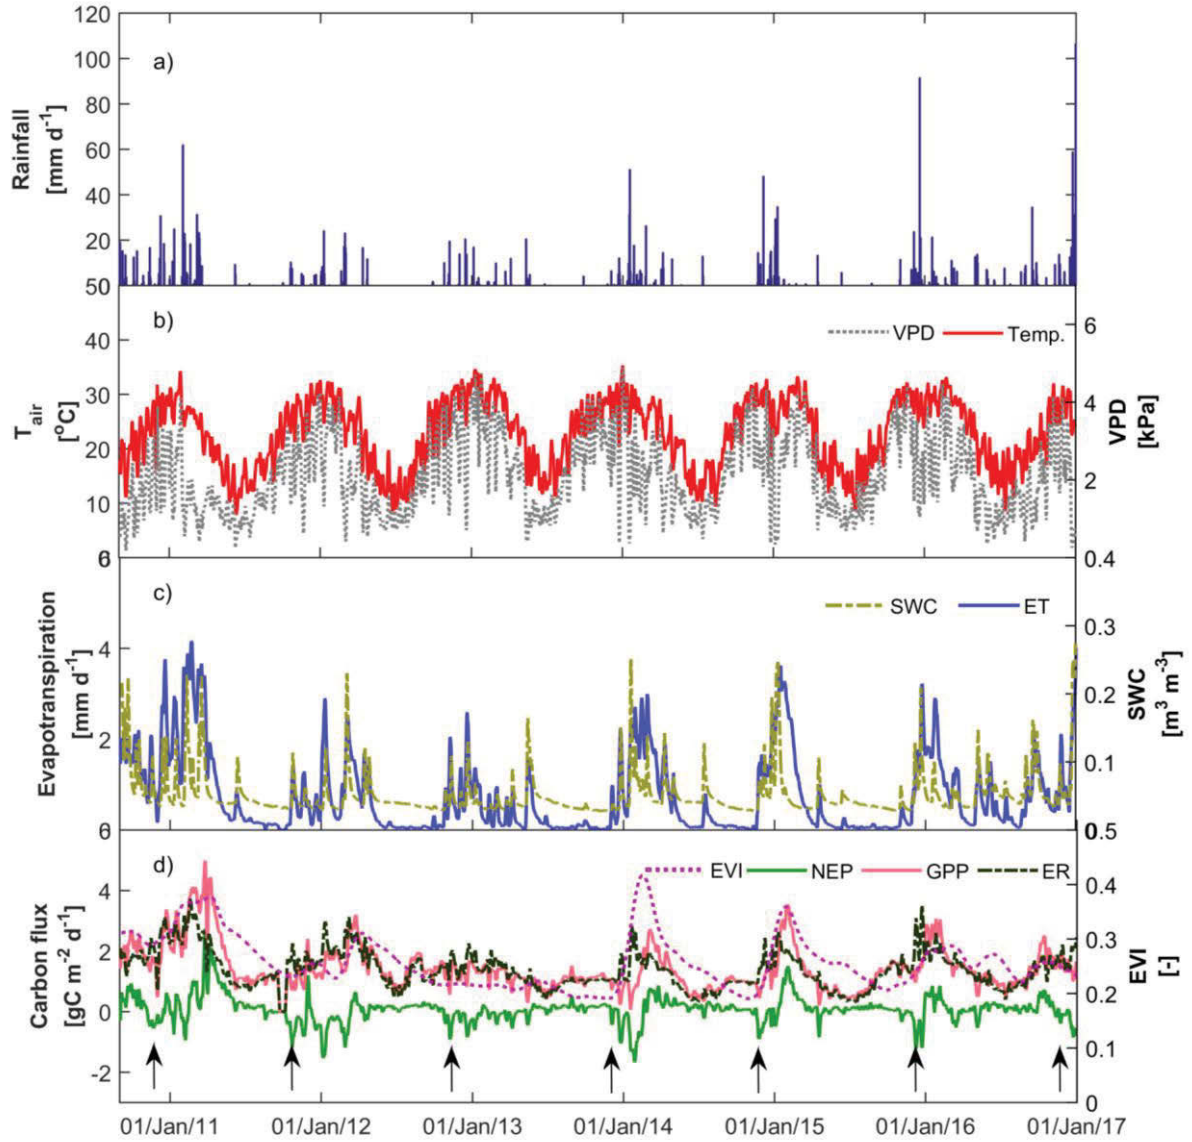 120
100
80
60
40
20
50
Rainfall
[mm d-1]
a)
b)
VPD
Temp.
40
30
20
10
6
Tair
[oC]
6
4
2
0.4
VPD
[kPa]
c)
SWC
ET
6
4
2
6
Evapotranspiration
[mm d-1]
0.3
0.2
0.1
0.5
SWC
[m3 m-3]
d)
EVI
NEP
GPP
ER
4
2
0
-2
Carbon flux
[gC m-2 d-1]
0.4
0.3
0.2
0.1
0
EVI
[-]
01/Jan/11
01/Jan/12
01/Jan/13
01/Jan/14
01/Jan/15
01/Jan/16
01/Jan/17